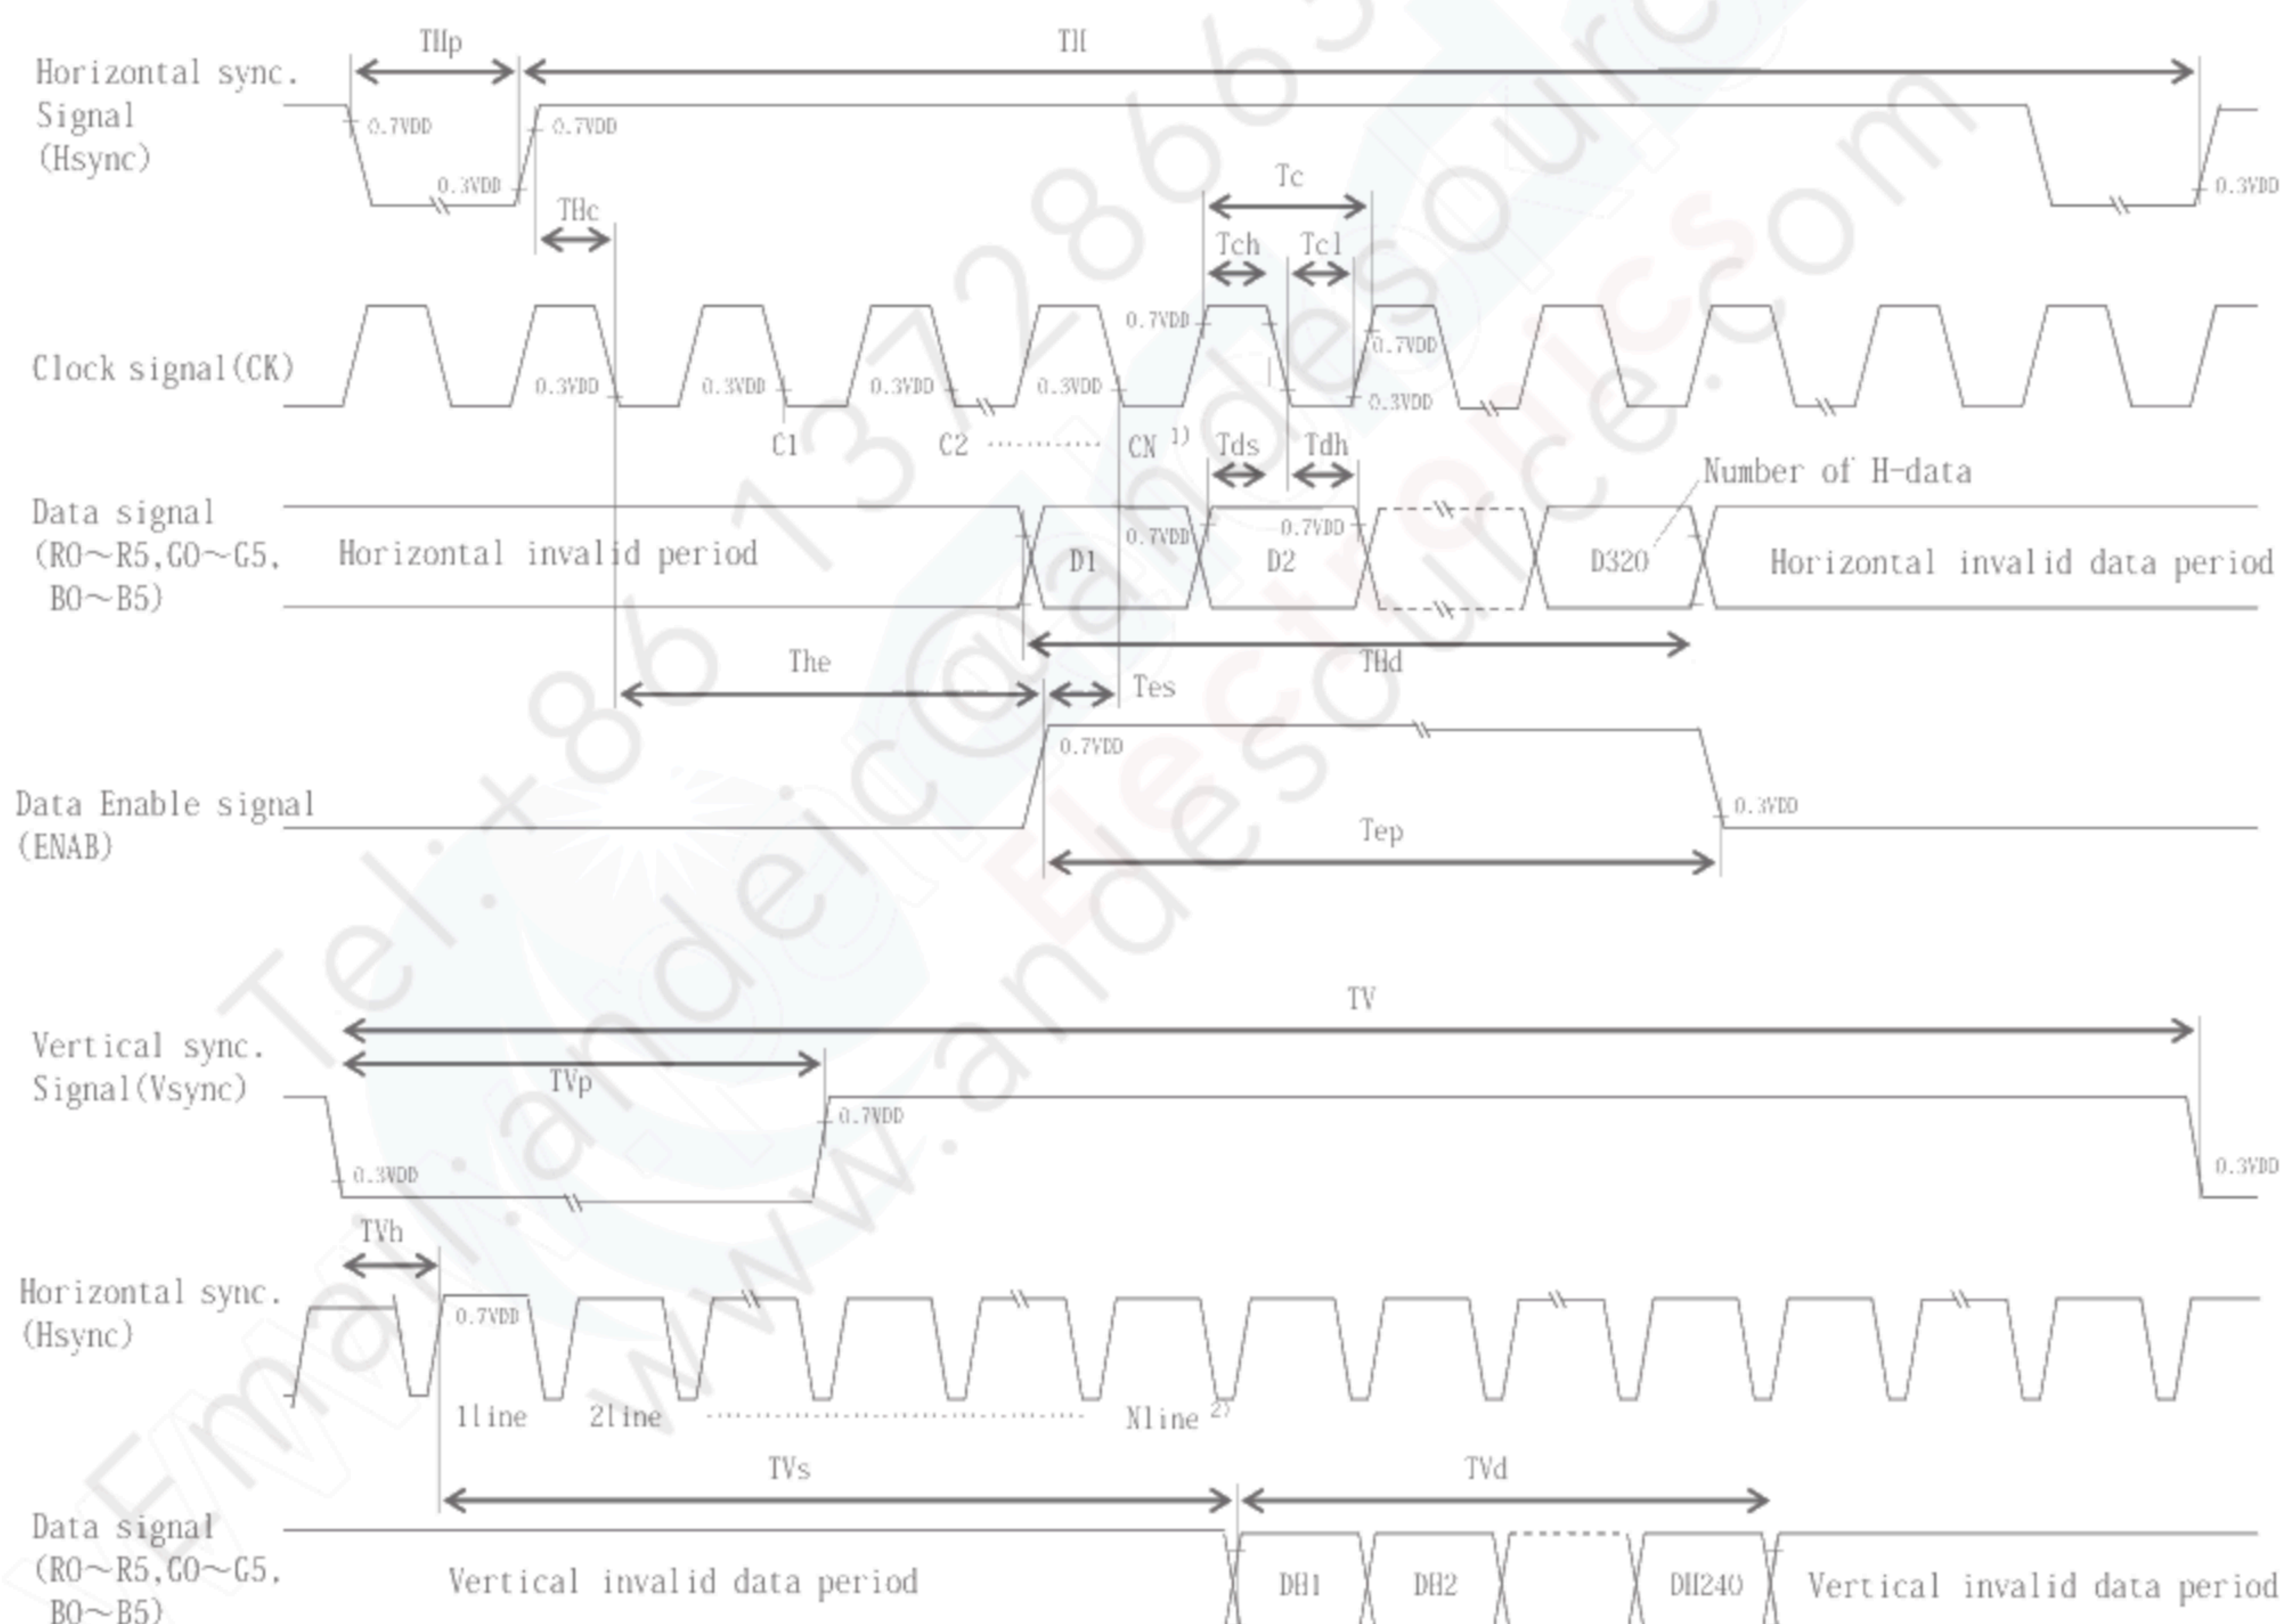 THp
TH
Horizontal sync.
Signal
(Hsync)
0.7VDD
0.7VDD
0.3VDD
0.3VDD
THc
Tc
Tch
Tcl
0.7VDD
0.7VDD
Clock signal(CK)
0.3VDD
0.3VDD
0.3VDD
0.3VDD
0.3VDD
C1
C2
CN 1)
Tds
Tdh
Number of H-data
Data signal
(R0~R5,G0~G5,
B0~B5)
Horizontal invalid period
0.7VDD
0.7VDD
D1
D2
D320
Horizontal invalid data period
THd
The
Tes
0.7VDD
Data Enable signal
(ENAB)
0.3VDD
Tep
TV
Vertical sync.
Signal(Vsync)
TVp
0.7VDD
0.3VDD
0.3VDD
TVh
Horizontal sync.
(Hsync)
0.7VDD
1line
2line
Nline 2)
TVs
TVd
Data signal
(R0~R5,G0~G5,
B0~B5)
Vertical invalid data period
DH1
DH2
DH240
Vertical invalid data period
Electronics
www.andesource.com